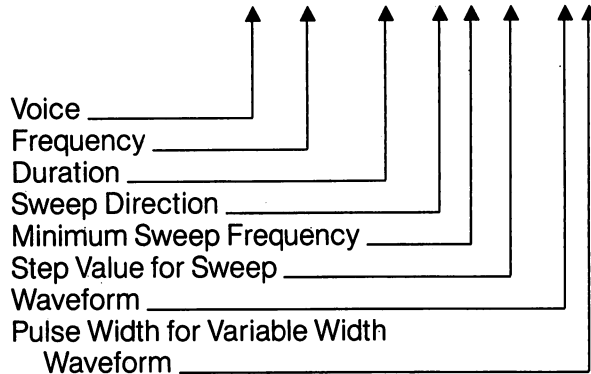 Voice
Frequency
Duration
Sweep Direction
Minimum Sweep Frequency
Step Value for Sweep
Waveform
Pulse Width for Variable Width
Waveform